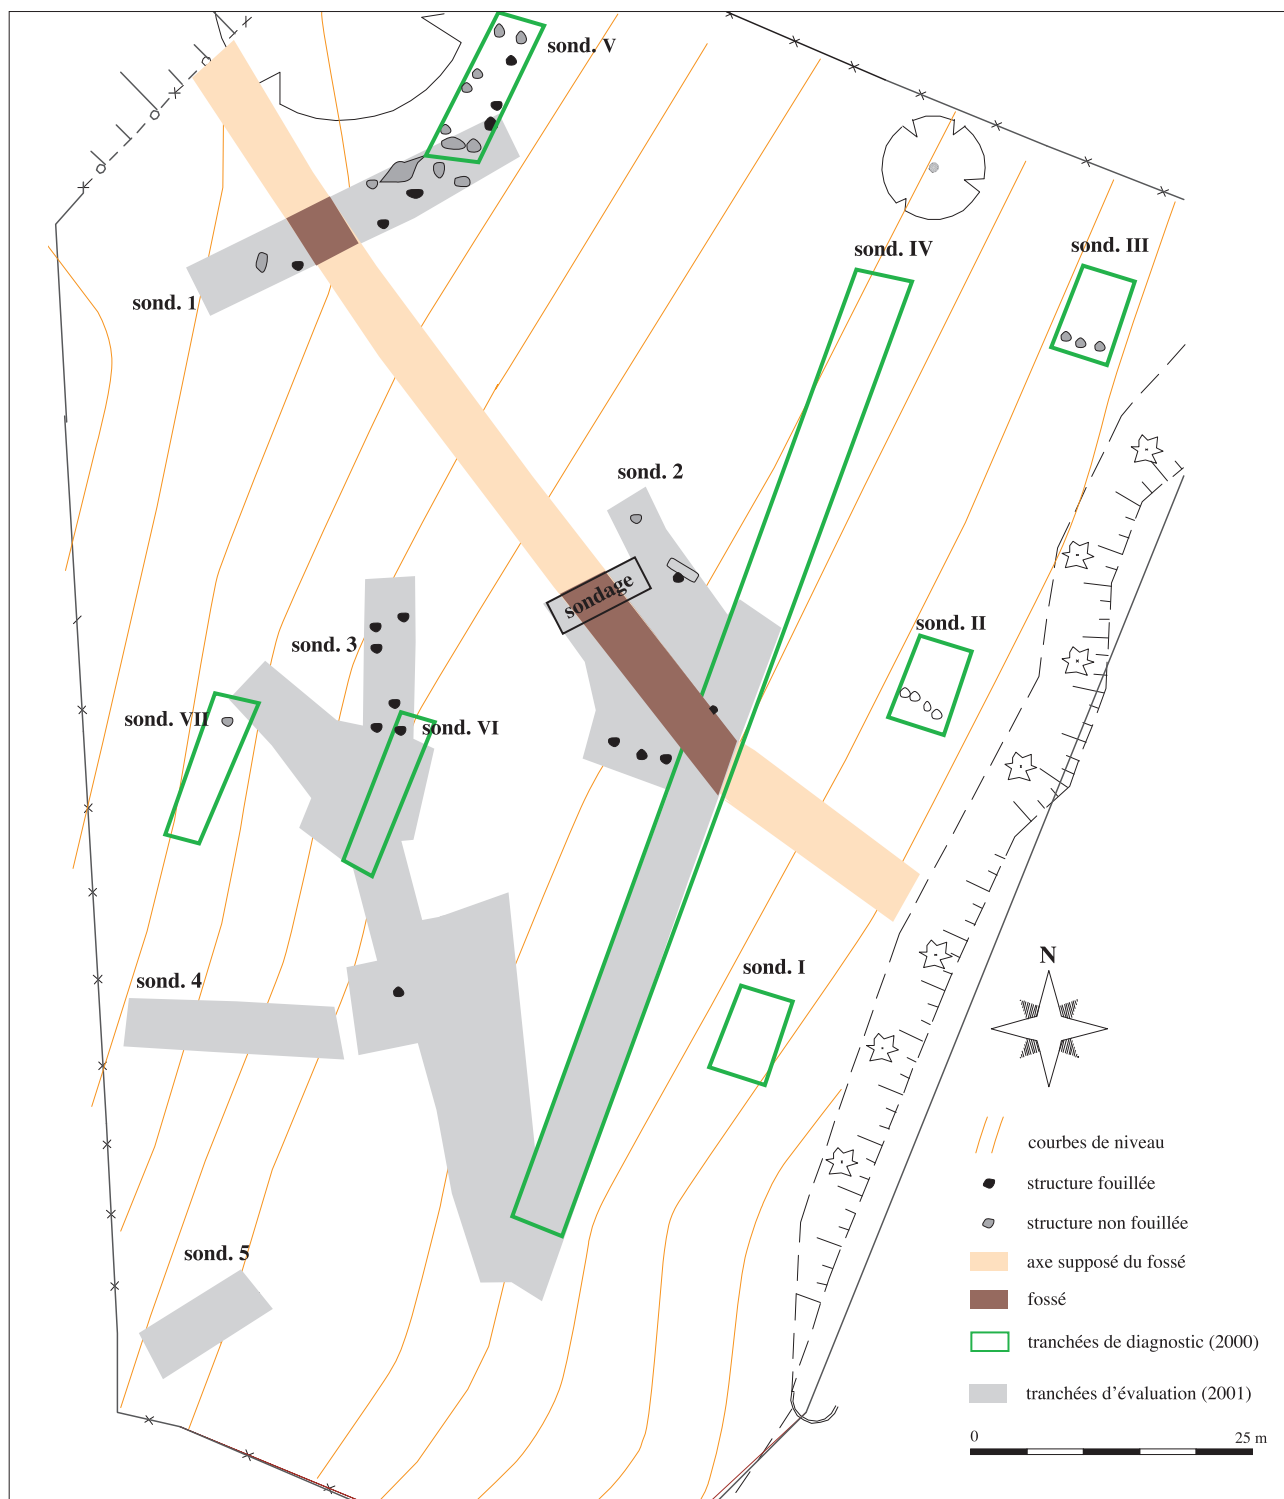 sond. V
sond. IV
sond. III
sond. 1
sond. 2
sondage
sond. II
sond. 3
sond. VII
sond. VI
sond. I
sond. 4
N
sond. 5
courbes de niveau
structure fouillée
structure non fouillée
axe supposé du fossé
fossé
tranchées de diagnostic (2000)
tranchées d’évaluation (2001)
0 25 m